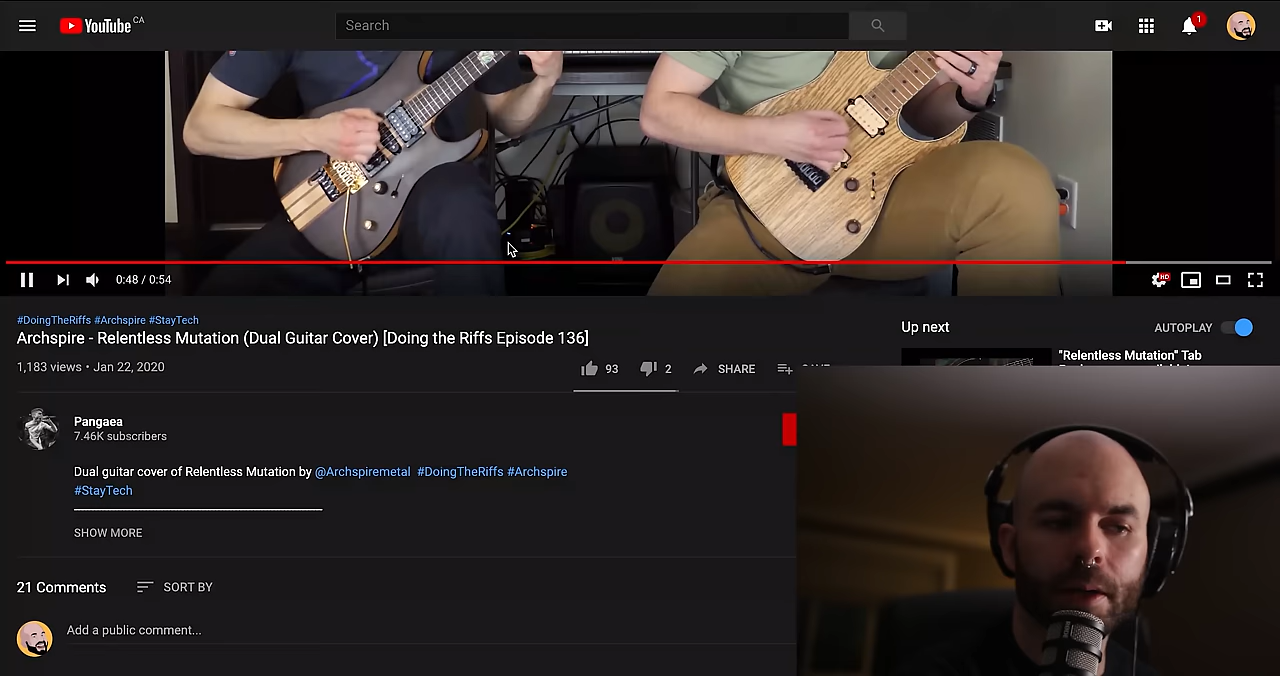 YouTube CA
Search
1
HD
0:48 / 0:54
#DoingTheRiffs #Archspire #StayTech
Archspire - Relentless Mutation (Dual Guitar Cover) [Doing the Riffs Episode 136]
1,183 views • Jan 22, 2020
93
2
SHARE
Up next
AUTOPLAY
"Relentless Mutation" Tab
Pangaea
7.46K subscribers
Dual guitar cover of Relentless Mutation by @Archspiremetal #DoingTheRiffs #Archspire
#StayTech
SHOW MORE
21 Comments
SORT BY
Add a public comment...